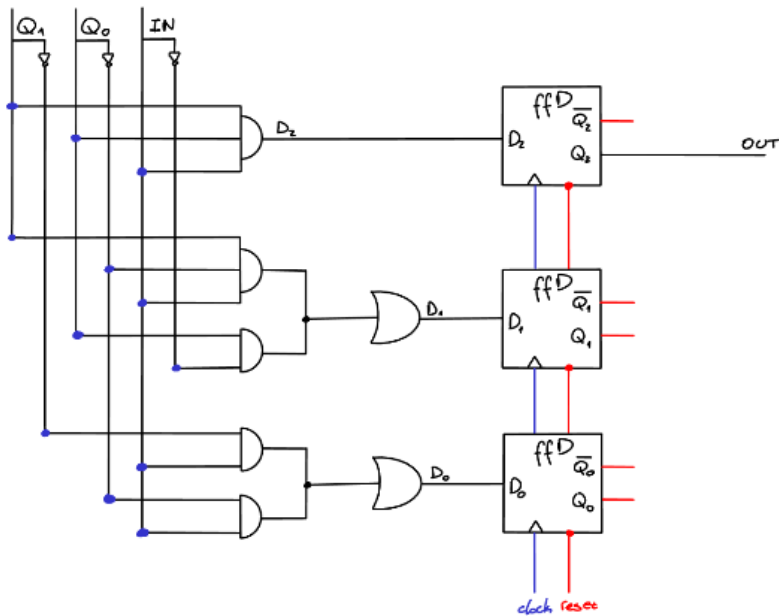 Q₁ Q₀ IN
ffD
Q̅₂
D₂
D₂
Q₂
OUT
ffD
Q̅₁
D₁
D₁
Q₁
ffD
Q̅₀
D₀
D₀
Q₀
clock reset